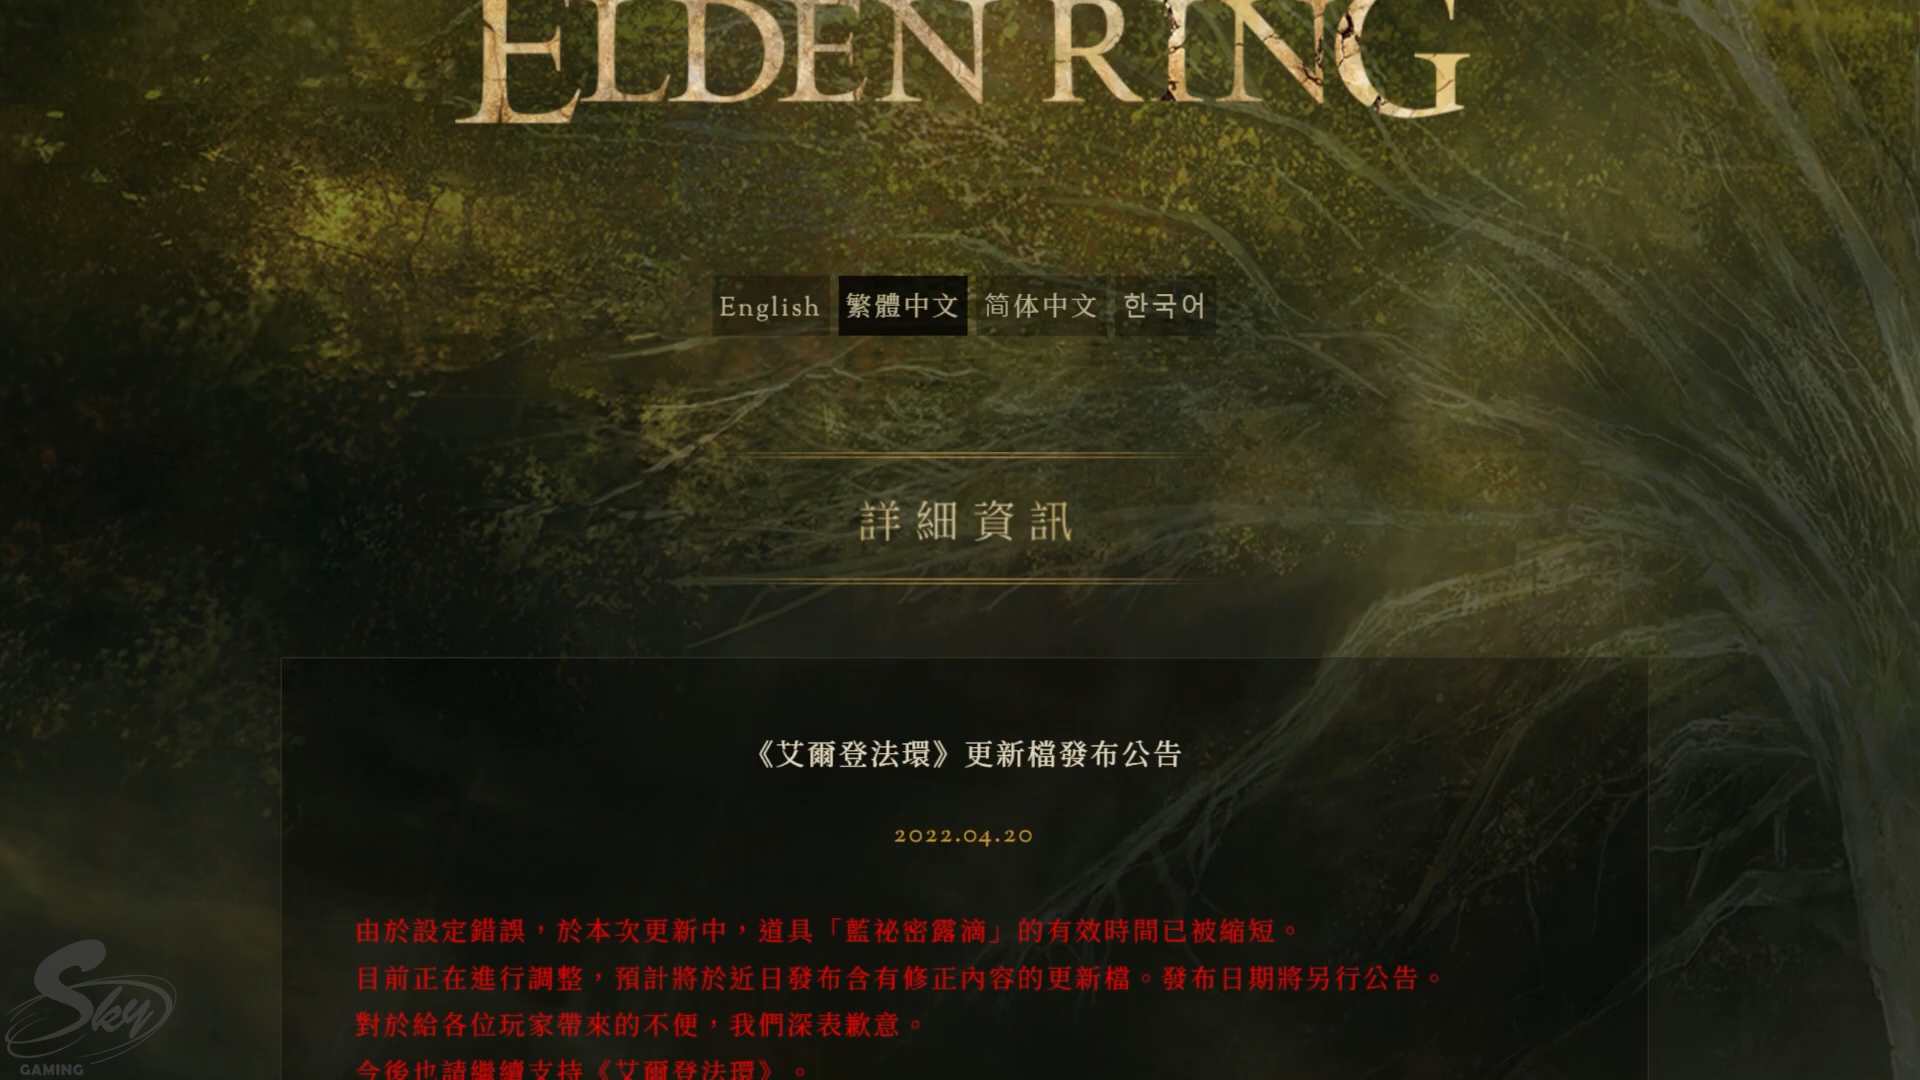 ELDEN RING
English 繁體中文 简体中文 한국어
詳細資訊
《艾爾登法環》更新檔發布公告
2022.04.20
由於設定錯誤，於本次更新中，道具「藍祕密露滴」的有效時間已被縮短。
目前正在進行調整，預計將於近日發布含有修正內容的更新檔。發布日期將另行公告。
對於給各位玩家帶來的不便，我們深表歉意。
今後也請繼續支持《艾爾登法環》。
Sky
GAMING